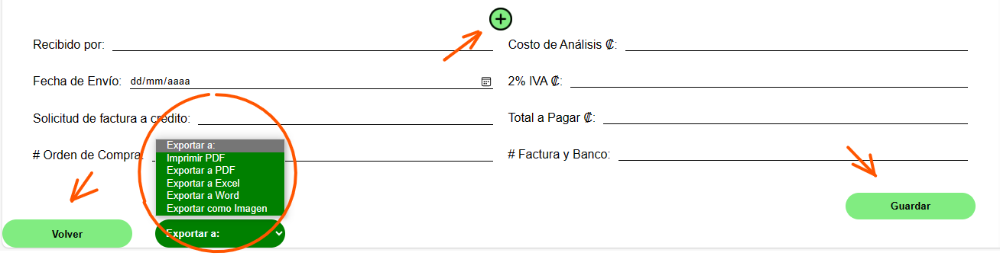 Recibido por:
Costo de Análisis ₡:
Fecha de Envío: dd/mm/aaaa
2% IVA ₡:
Solicitud de factura a crédito:
Total a Pagar ₡:
# Orden de Compra:
# Factura y Banco:
Exportar a:
Imprimir PDF
Exportar a PDF
Exportar a Excel
Exportar a Word
Exportar como Imagen
Guardar
Volver
Exportar a: